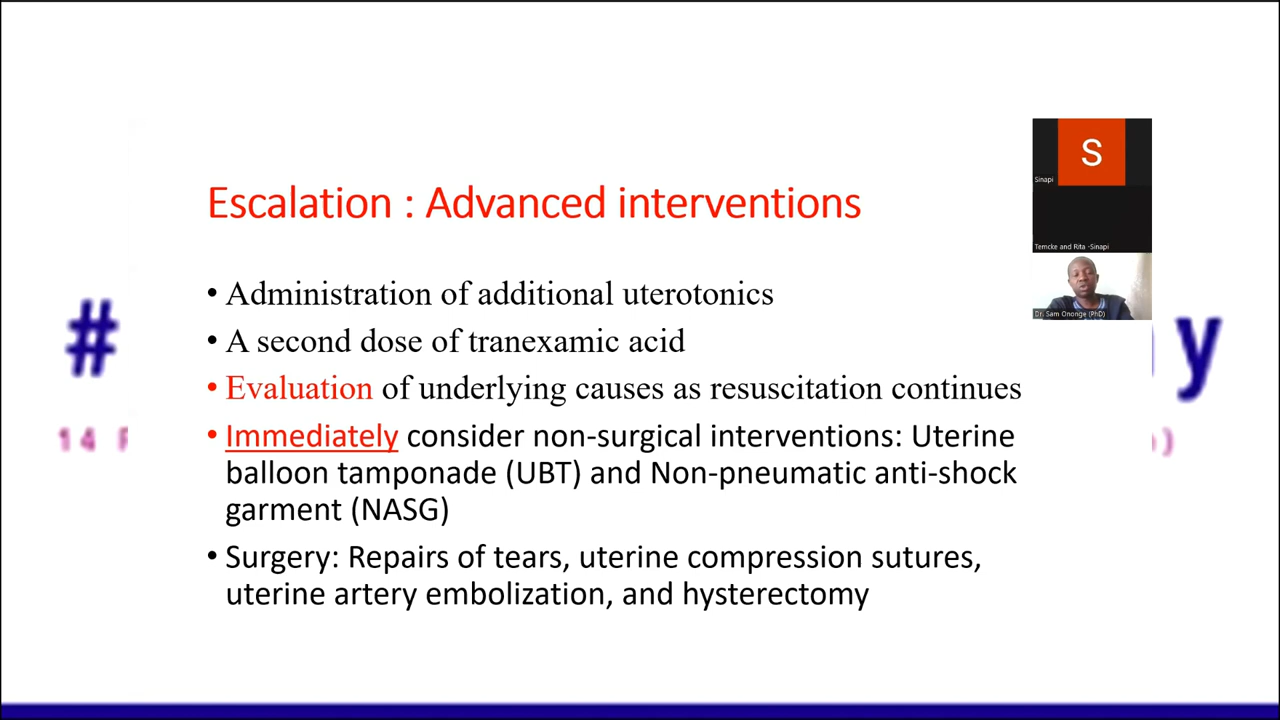 Escalation : Advanced interventions
• Administration of additional uterotonics
• A second dose of tranexamic acid
• Evaluation of underlying causes as resuscitation continues
• Immediately consider non-surgical interventions: Uterine
balloon tamponade (UBT) and Non-pneumatic anti-shock
garment (NASG)
• Surgery: Repairs of tears, uterine compression sutures,
uterine artery embolization, and hysterectomy
S
Sinapi
Temcke and Rita -Sinapi
Dr. Sam Ononge (PhD)
#
y
14 F
)